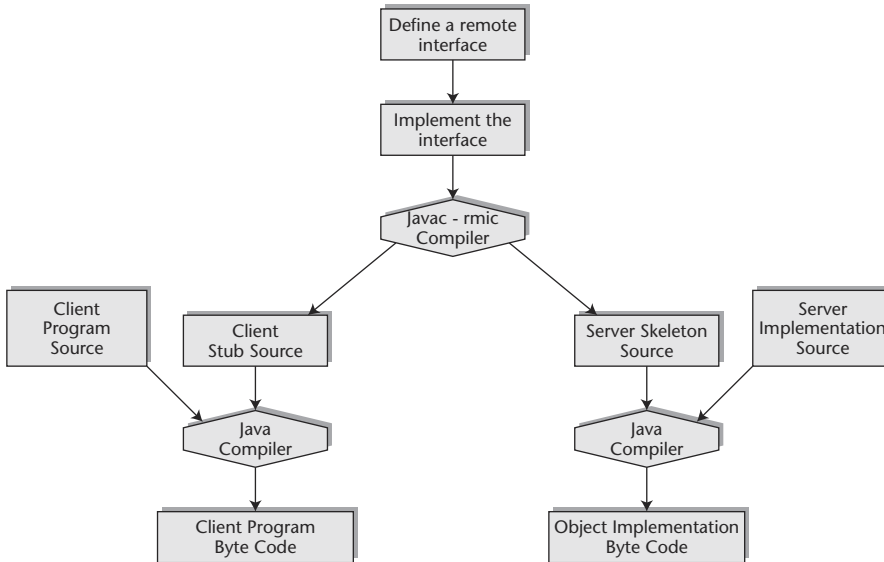 Define a remote
interface
Implement the
interface
Javac - rmic
Compiler
Client
Program
Source
Client
Stub Source
Server Skeleton
Source
Server
Implementation
Source
Java
Compiler
Java
Compiler
Client Program
Byte Code
Object Implementation
Byte Code